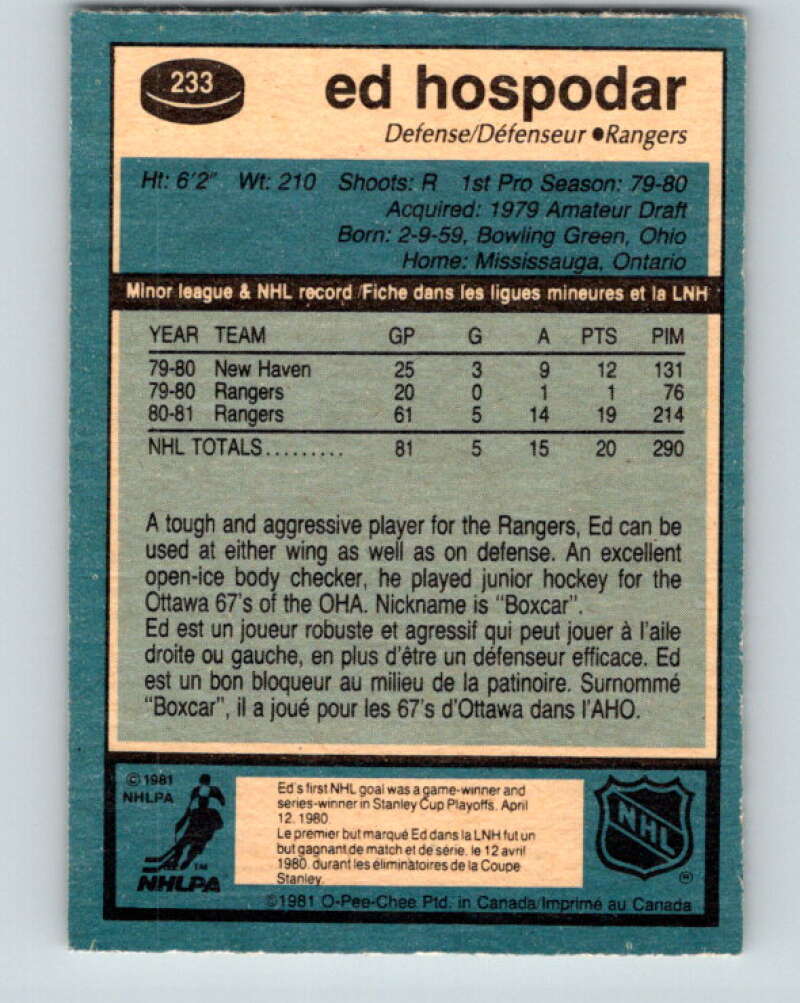 233
ed hospodar
Defense/Défenseur ●Rangers
Ht: 6'2" Wt: 210 Shoots: R 1st Pro Season: 79-80
Acquired: 1979 Amateur Draft
Born: 2-9-59, Bowling Green, Ohio
Home: Mississauga, Ontario
Minor league & NHL record /Fiche dans les ligues mineures et la LNH
YEAR TEAM GP G A PTS PIM
79-80 New Haven 25 3 9 12 131
79-80 Rangers 20 0 1 1 76
80-81 Rangers 61 5 14 19 214
NHL TOTALS......... 81 5 15 20 290
A tough and aggressive player for the Rangers, Ed can be
used at either wing as well as on defense. An excellent
open-ice body checker, he played junior hockey for the
Ottawa 67's of the OHA. Nickname is "Boxcar".
Ed est un joueur robuste et agressif qui peut jouer à l'aile
droite ou gauche, en plus d'être un défenseur efficace. Ed
est un bon bloqueur au milieu de la patinoire. Surnommé
"Boxcar", il a joué pour les 67's d'Ottawa dans l'AHO.
© 1981
NHLPA
TM
NHLPA
Ed's first NHL goal was a game-winner and
series-winner in Stanley Cup Playoffs. April
12. 1980.
Le premier but marqué Ed dans la LNH fut un
but gagnant de match et de série. le 12 avril
1980. durant les éliminatoires de la Coupe
Stanley.
NHL
®
©1981 O-Pee-Chee Ptd. in Canada/Imprimé au Canada